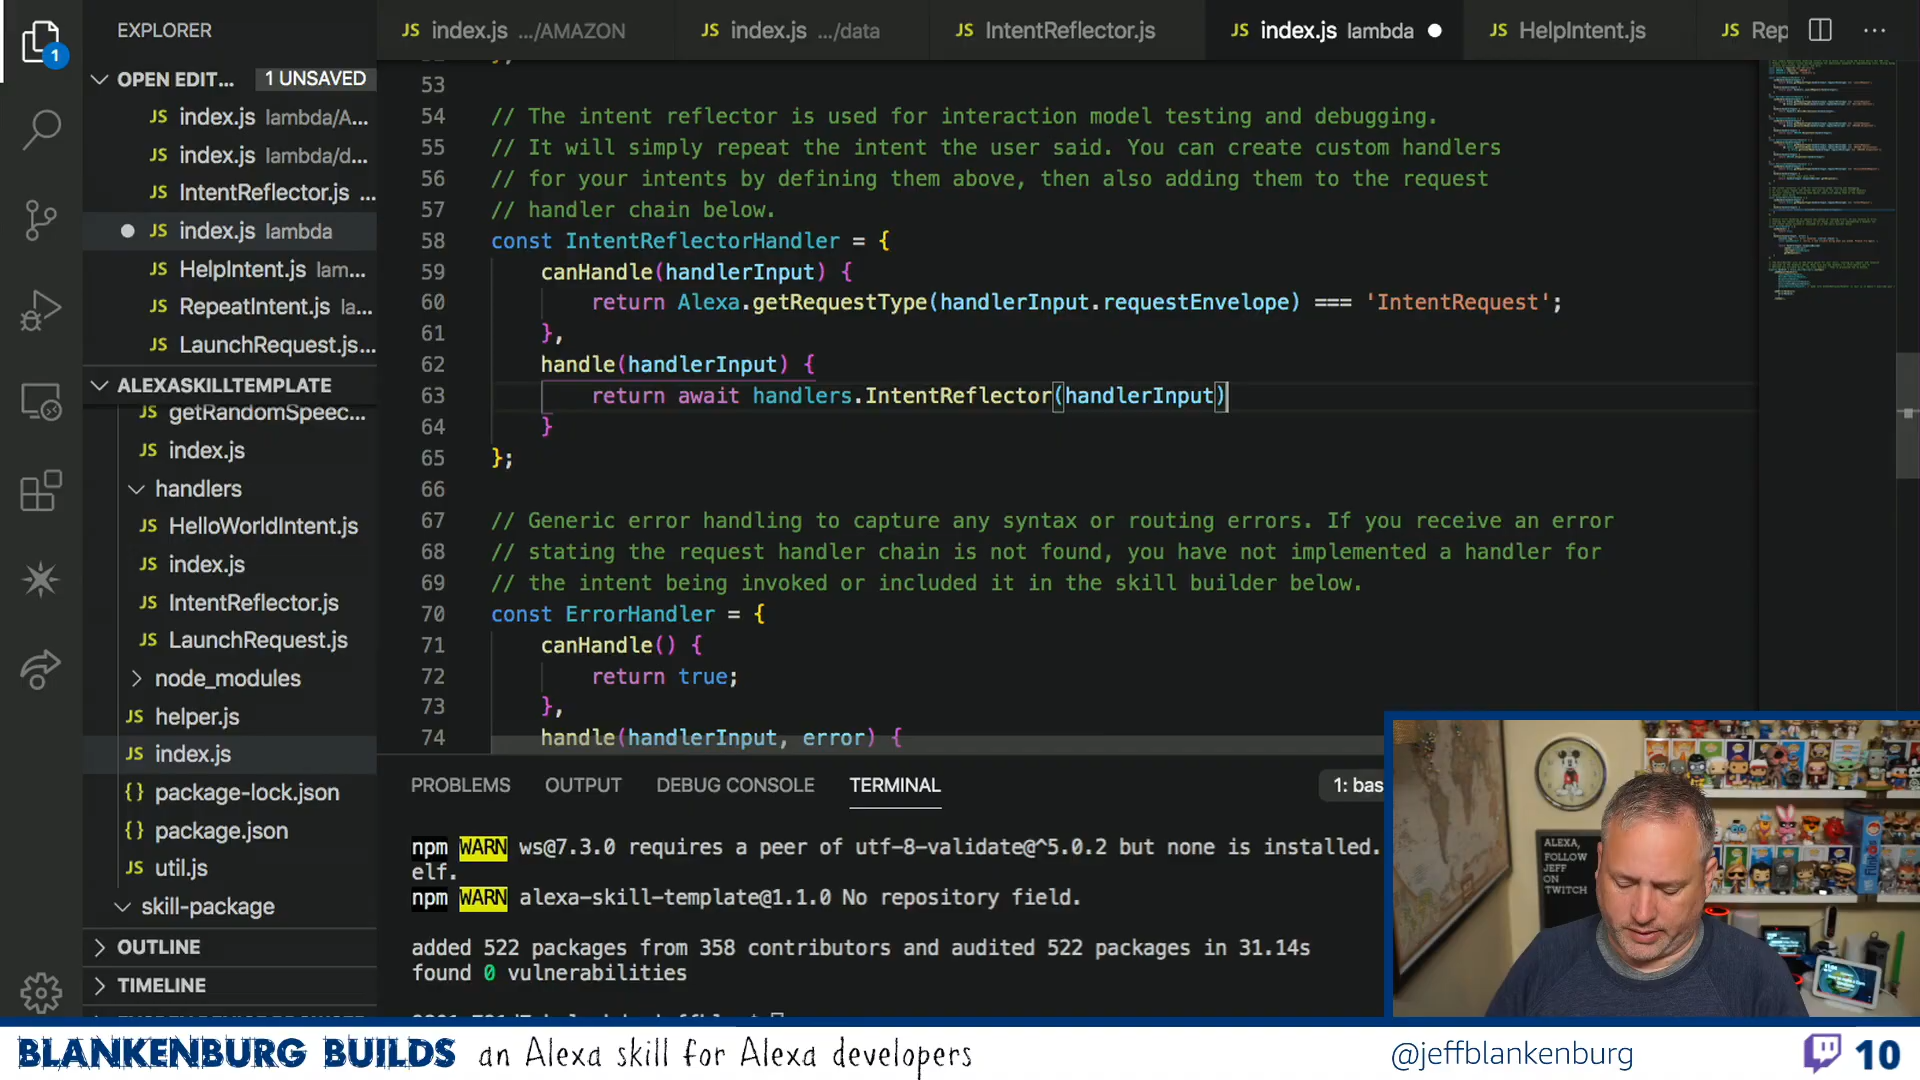 EXPLORER
OPEN EDIT... 1 UNSAVED
JS index.js lambda/A...
JS index.js lambda/d...
JS IntentReflector.js ...
JS index.js lambda
JS HelpIntent.js lam...
JS RepeatIntent.js la...
JS LaunchRequest.js...
ALEXASKILLTEMPLATE
JS getRandomSpeec...
JS index.js
handlers
JS HelloWorldIntent.js
JS index.js
JS IntentReflector.js
JS LaunchRequest.js
node_modules
JS helper.js
JS index.js
{} package-lock.json
{} package.json
JS util.js
skill-package
OUTLINE
TIMELINE
1
JS index.js .../AMAZON JS index.js .../data JS IntentReflector.js JS index.js lambda JS HelpIntent.js JS Rep
53
54 // The intent reflector is used for interaction model testing and debugging.
55 // It will simply repeat the intent the user said. You can create custom handlers
56 // for your intents by defining them above, then also adding them to the request
57 // handler chain below.
58 const IntentReflectorHandler = {
59 canHandle(handlerInput) {
60 return Alexa.getRequestType(handlerInput.requestEnvelope) === 'IntentRequest';
61 },
62 handle(handlerInput) {
63 return await handlers.IntentReflector(handlerInput)
64 }
65 };
66
67 // Generic error handling to capture any syntax or routing errors. If you receive an error
68 // stating the request handler chain is not found, you have not implemented a handler for
69 // the intent being invoked or included it in the skill builder below.
70 const ErrorHandler = {
71 canHandle() {
72 return true;
73 },
74 handle(handlerInput, error) {
PROBLEMS OUTPUT DEBUG CONSOLE TERMINAL 1: bas
npm WARN ws@7.3.0 requires a peer of utf-8-validate@^5.0.2 but none is installed.
elf.
npm WARN alexa-skill-template@1.1.0 No repository field.
added 522 packages from 358 contributors and audited 522 packages in 31.14s
found 0 vulnerabilities
ALEXA,
FOLLOW
JEFF
ON
TWITCH
BLANKENBURG BUILDS an Alexa skill for Alexa developers @jeffblankenburg 10